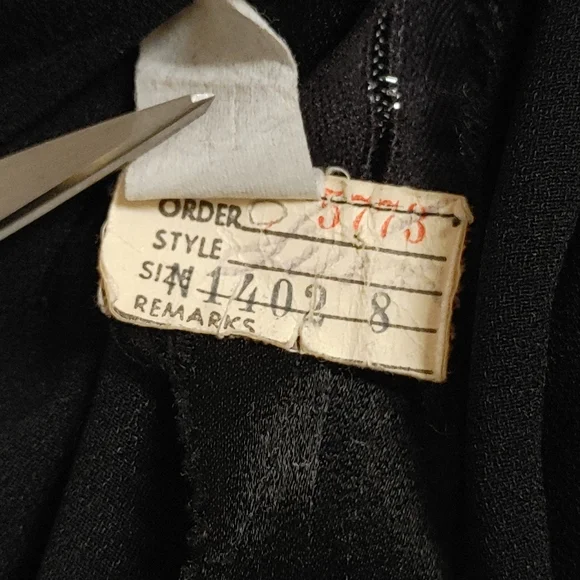 ORDER 5773
STYLE
SIZE N1402 8
REMARKS